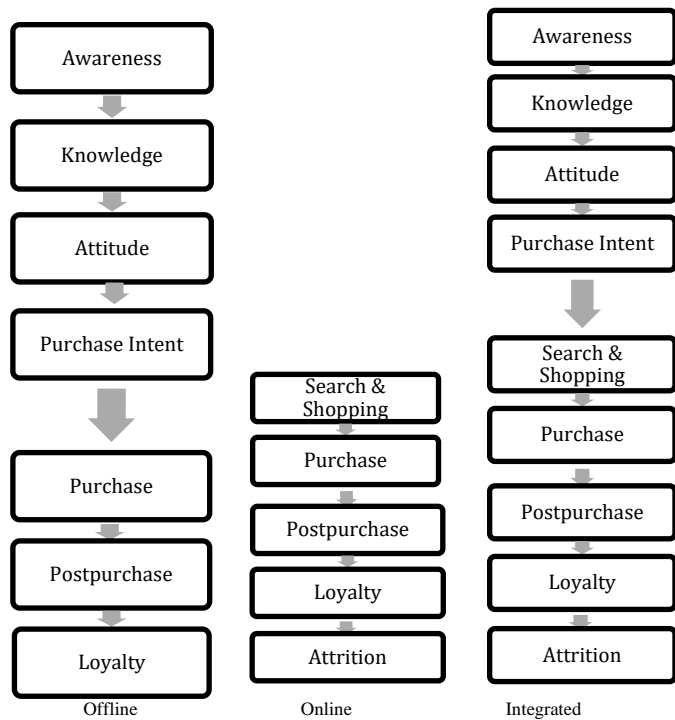 Awareness
Knowledge
Attitude
Purchase Intent
Purchase
Postpurchase
Loyalty
Offline
Search &
Shopping
Purchase
Postpurchase
Loyalty
Attrition
Online
Awareness
Knowledge
Attitude
Purchase Intent
Search &
Shopping
Purchase
Postpurchase
Loyalty
Attrition
Integrated